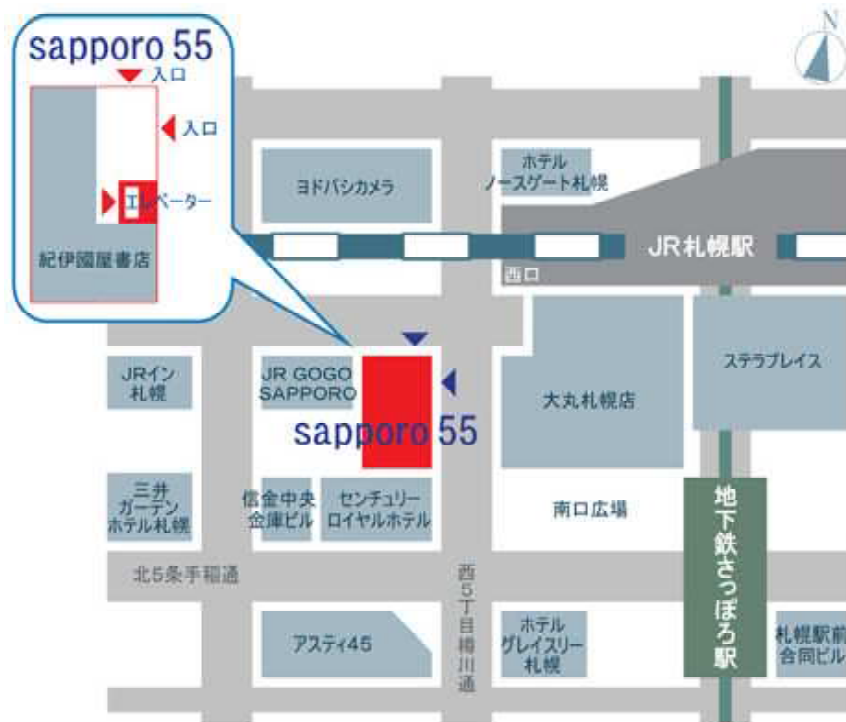 sapporo 55
入口
入口
エレベーター
紀伊國屋書店
N
ヨドバシカメラ
ホテル
ノースゲート札幌
JR札幌駅
西口
JRイン
札幌
JR GOGO
SAPPORO
sapporo 55
大丸札幌店
ステラプレイス
三井
ガーデン
ホテル札幌
信金中央
金庫ビル
センチュリー
ロイヤルホテル
南口広場
地下鉄さっぽろ駅
北5条手稲通
西5丁目樽川通
アスティ45
ホテル
グレイスリー
札幌
札幌駅前
合同ビル